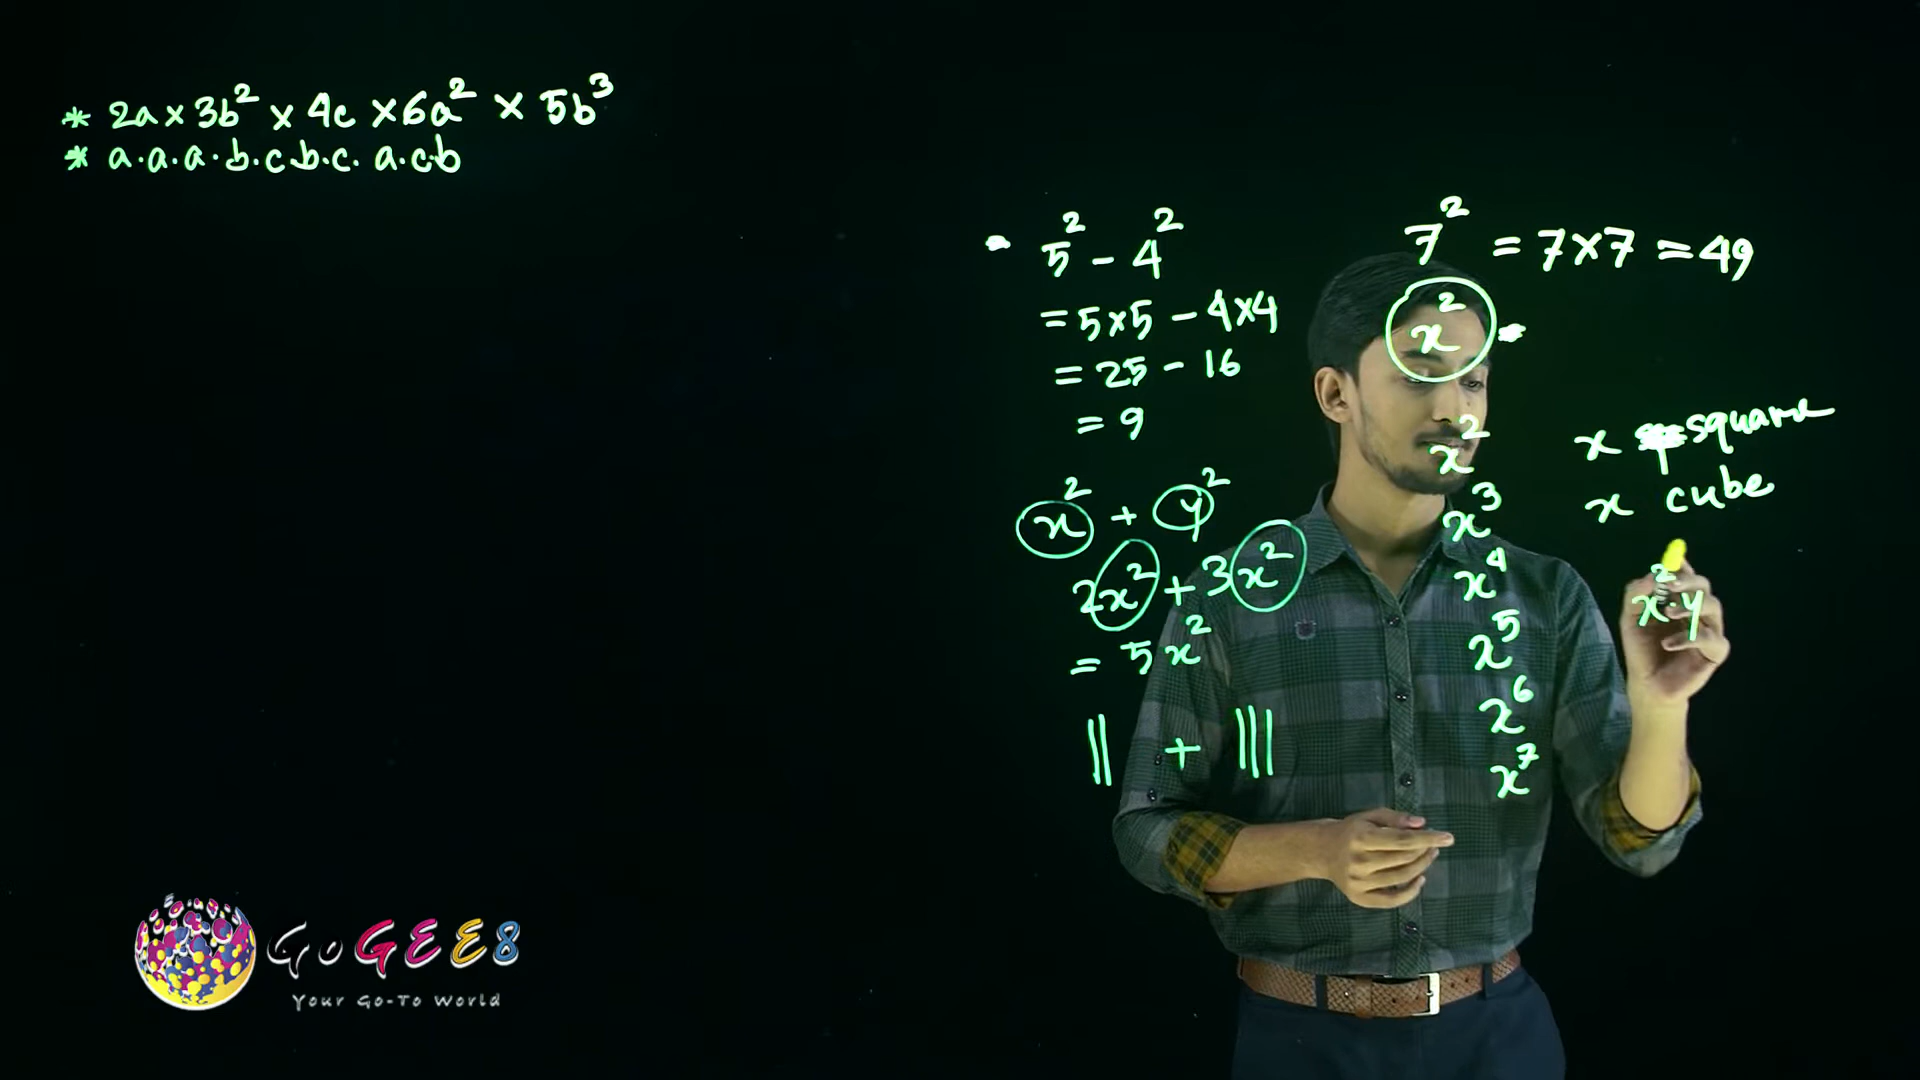 * 2a × 3b² × 4c × 6a² × 5b³
* a.a.a.b.c.b.c. a.c.b
5² - 4²
= 5×5 - 4×4
= 25 - 16
= 9
x² + y²
2x² + 3x²
= 5x²
|| + |||
7² = 7×7 = 49
x²
x²
x³
x⁴
x⁵
x⁶
x⁷
x square
x cube
x².y
GoGEE8
Your Go-To World